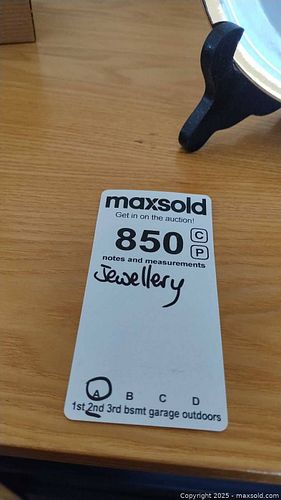 maxsold
Get in on the auction!
850 C
P
notes and measurements
Jewellery
A B C D
1st 2nd 3rd bsmt garage outdoors
Copyright 2025 - maxsold.com